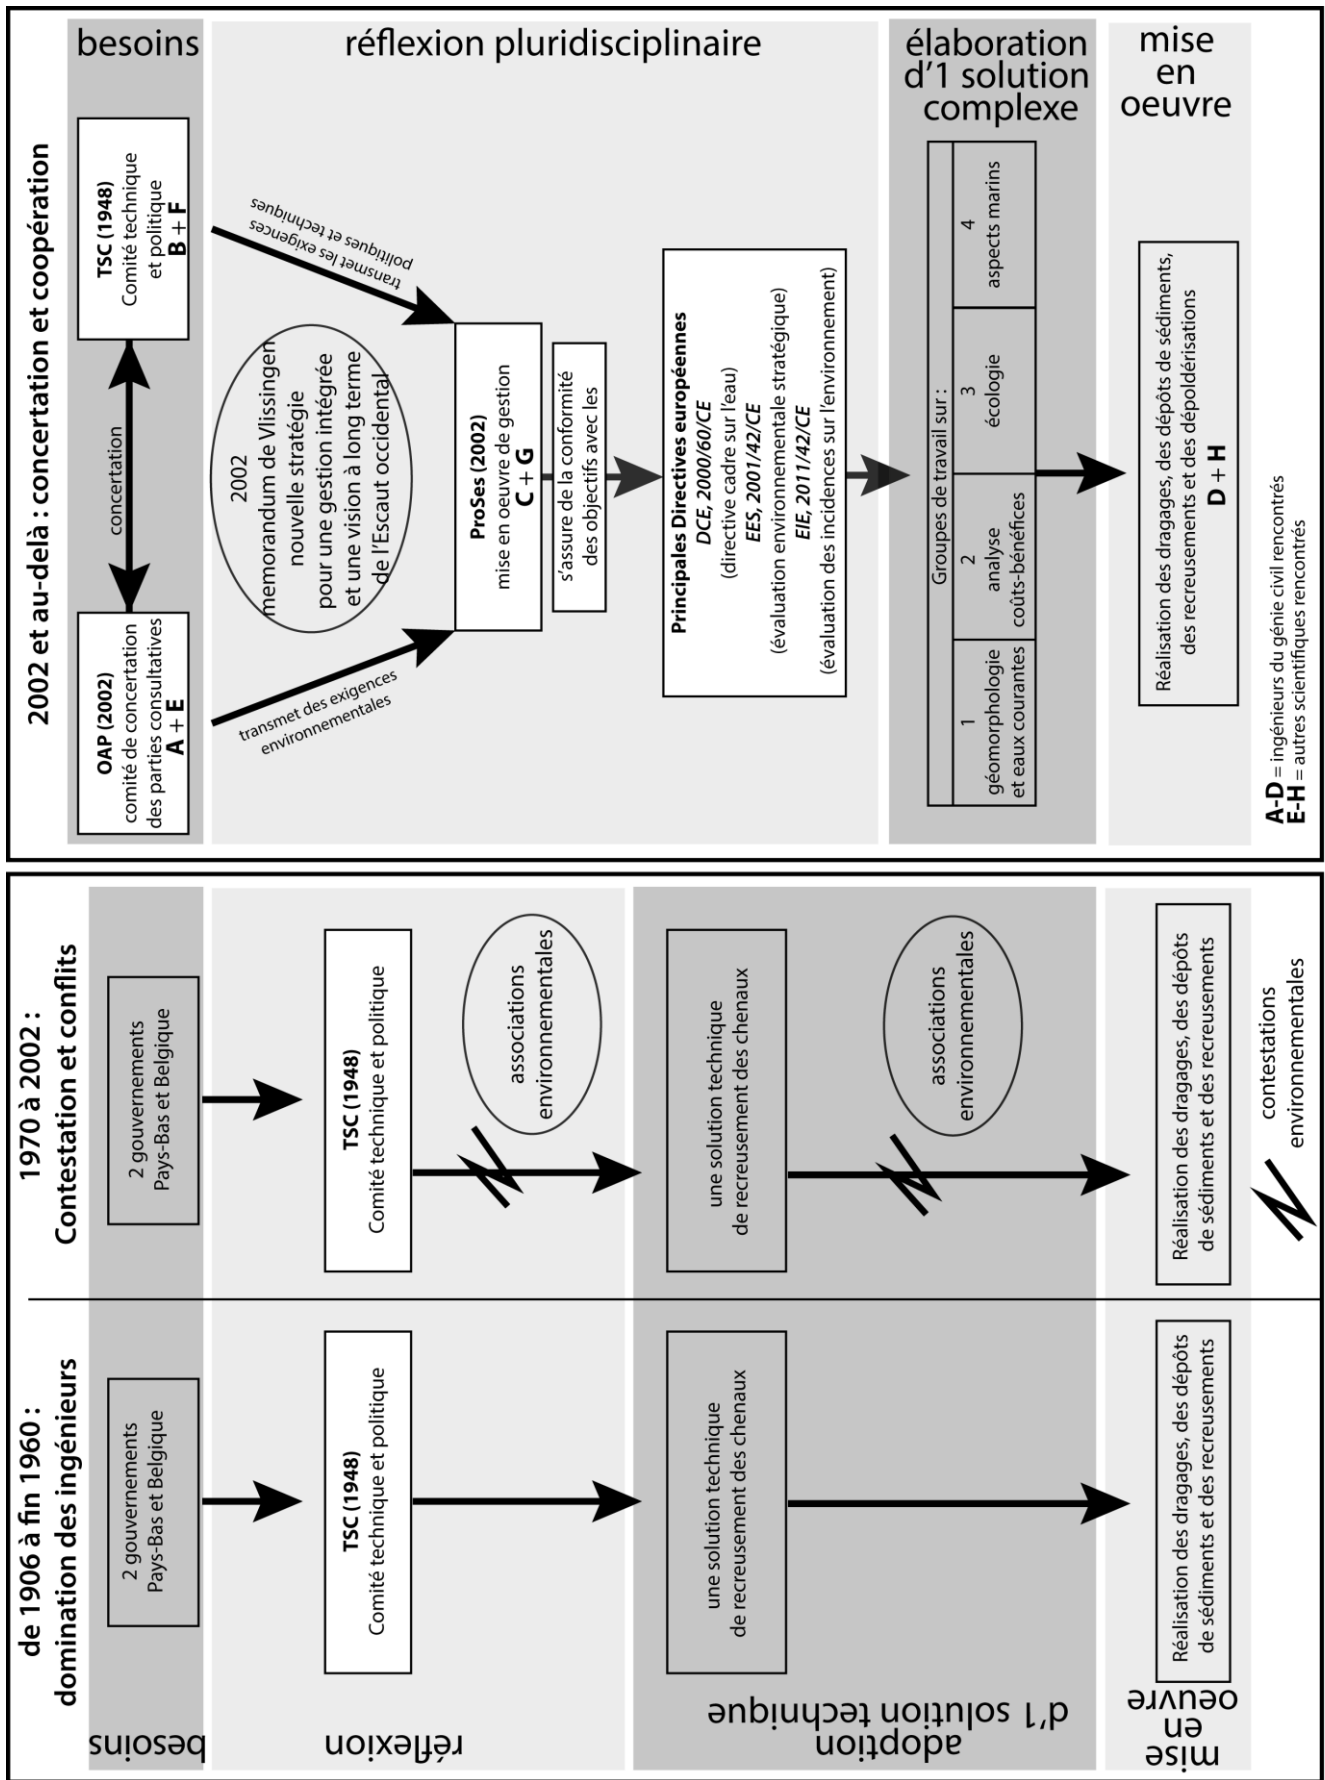 de 1906 à fin 1960 :
domination des ingénieurs
1970 à 2002 :
Contestation et conflits
besoins
2 gouvernements
Pays-Bas et Belgique
2 gouvernements
Pays-Bas et Belgique
réflexion
TSC (1948)
Comité technique et politique
TSC (1948)
Comité technique et politique
associations
environnementales
adoption
d'1 solution technique
une solution technique
de recreusement des chenaux
une solution technique
de recreusement des chenaux
associations
environnementales
mise
en
oeuvre
Réalisation des dragages, des dépôts
de sédiments et des recreusements
Réalisation des dragages, des dépôts
de sédiments et des recreusements
contestations
environnementales
2002 et au-delà : concertation et coopération
besoins
OAP (2002)
comité de concertation
des parties consultatives
A + E
concertation
TSC (1948)
Comité technique
et politique
B + F
réflexion pluridisciplinaire
transmet des exigences
environnementales
2002
memorandum de Vlissingen
nouvelle stratégie
pour une gestion intégrée
et une vision à long terme
de l'Escaut occidental
transmet les exigences
politiques et techniques
ProSes (2002)
mise en oeuvre de gestion
C + G
s'assure de la conformité
des objectifs avec les
Principales Directives européennes
DCE, 2000/60/CE
(directive cadre sur l'eau)
EES, 2001/42/CE
(évaluation environmentale stratégique)
EIE, 2011/42/CE
(évaluation des incidences sur l'environnement)
élaboration
d'1 solution
complexe
Groupes de travail sur :
1
géomorphologie
et eaux courantes
2
analyse
coûts-bénéfices
3
écologie
4
aspects marins
mise
en
oeuvre
Réalisation des dragages, des dépôts de sédiments,
des recreusements et des dépoldérisations
D + H
A-D = ingénieurs du génie civil rencontrés
E-H = autres scientifiques rencontrés